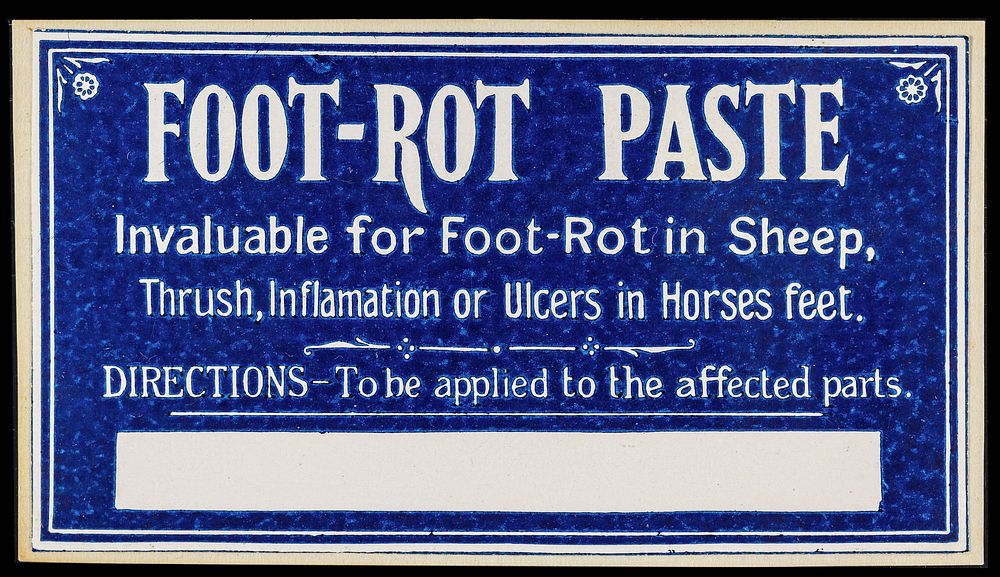 FOOT-ROT PASTE
Invaluable for Foot-Rot in Sheep,
Thrush, Inflamation or Ulcers in Horses feet.
DIRECTIONS-To be applied to the affected parts.